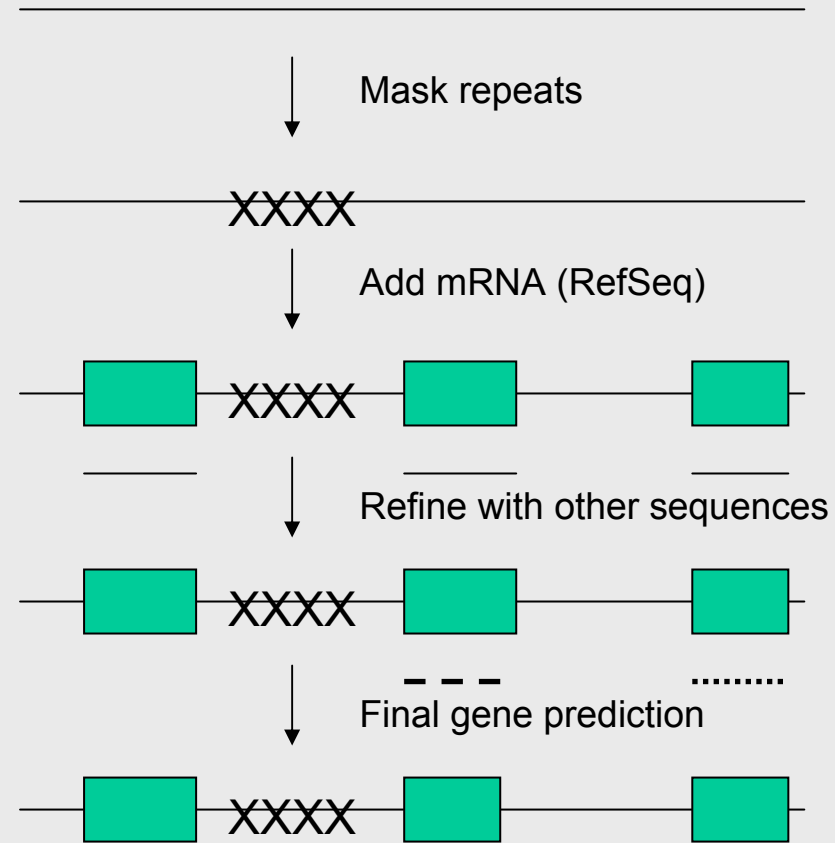 Mask repeats
XXXX
Add mRNA (RefSeq)
XXXX
Refine with other sequences
XXXX
Final gene prediction
XXXX